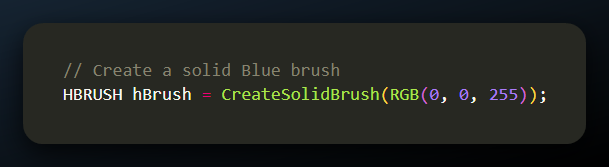 // Create a solid Blue brush
HBRUSH hBrush = CreateSolidBrush(RGB(0, 0, 255));